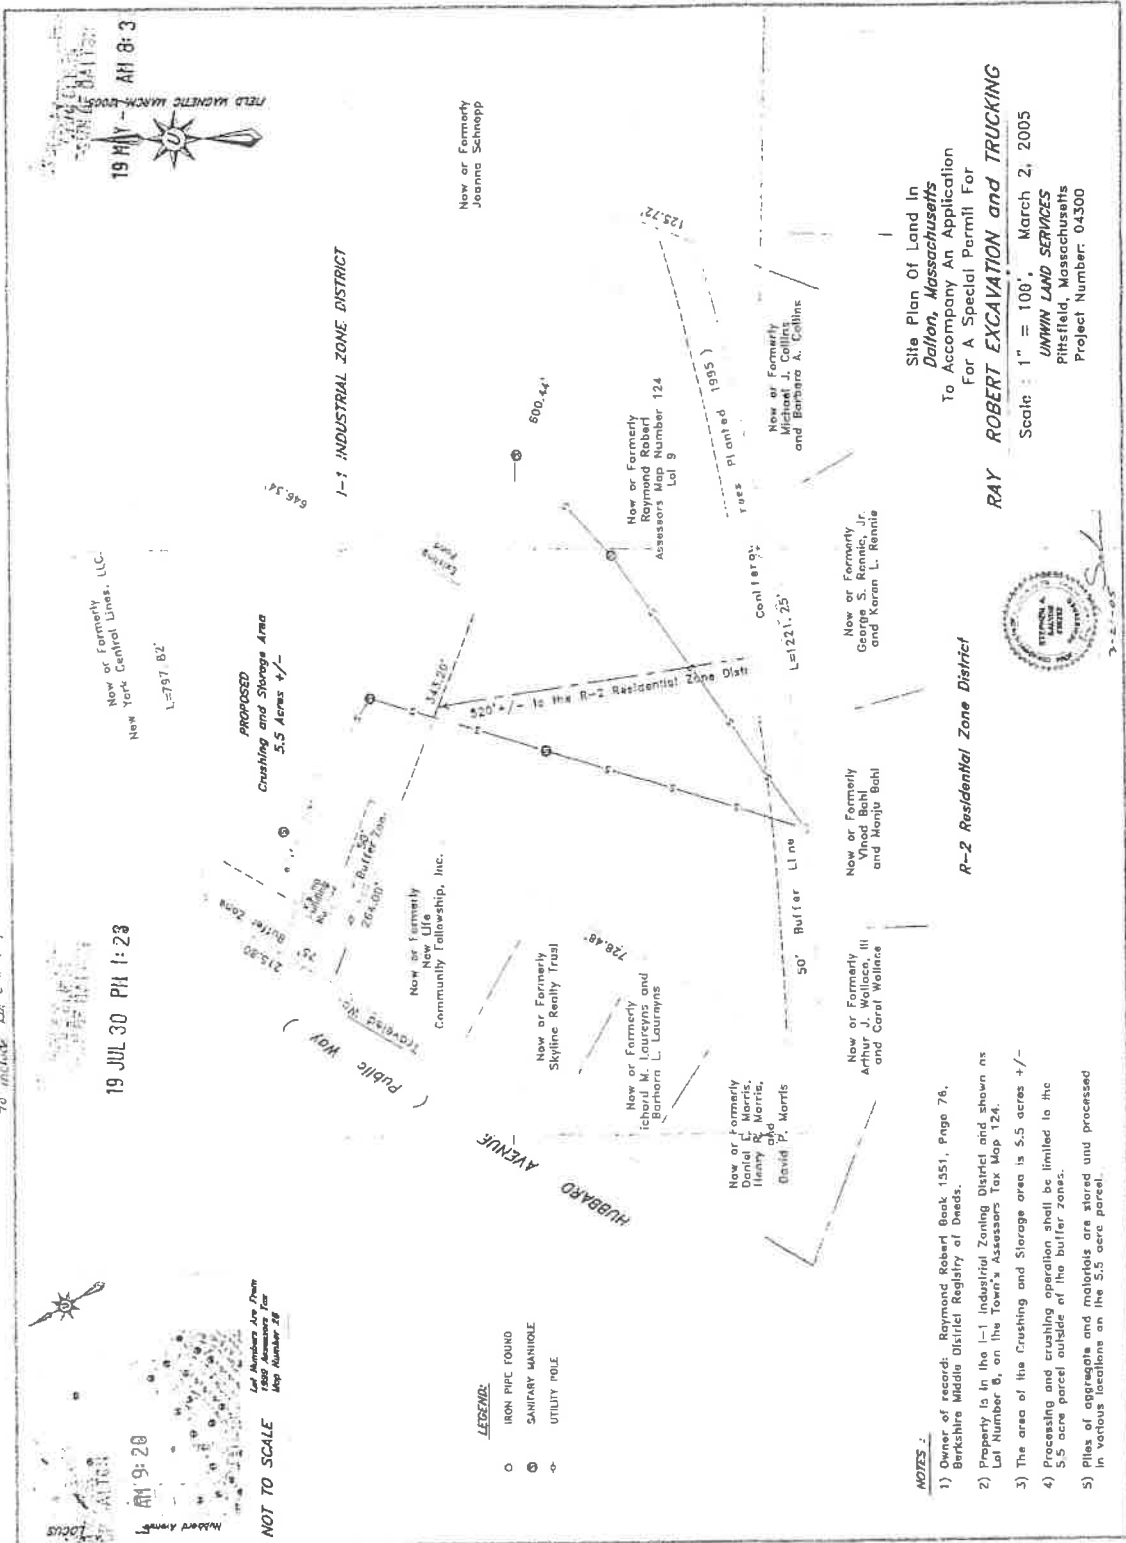 19 MAY - AM 8:3
FIELD MAGNETIC MARCH, 2005
19 JUL 30 PM 1:23
AM 9:20
LOCUS
Hubbard Avenue
NOT TO SCALE
Lot Numbers Are From
1999 Assessors Tax
Map Number 28
Now or Formerly
New York Central Lines, LLC.
L=797.82'
646.34'
I-1 INDUSTRIAL ZONE DISTRICT
Now or Formerly
Joanna Schnopp
PROPOSED
Crushing and Storage Area
5.5 Acres +/-
Existing
Pond
600.44'
125.72'
343.20'
520'+/- to the R-2 Residential Zone Distr
Now or Formerly
Raymond Robert
Assessors Map Number 124
Lot 9
rees Planted 1995 )
Buffer Zone
25'
215.80
50'
Buffer Zon
264.00'
Public Way
Traveled
HUBBARD AVENUE
Now or Formerly
New Life
Community Fellowship, Inc.
Now or Formerly
Skyline Realty Trust
728.48'
Now or Formerly
ichard M. Laureyns and
Barbara L. Laureyns
Now or Formerly
Daniel E. Morris,
Henry R. Morris,
and
David P. Morris
50' Buffer Line
L=1221.25'
Now or Formerly
Arthur J. Wallace, III
and Carol Wallace
Now or Formerly
Vinod Bahl
and Manju Bahl
Now or Formerly
George S. Rennie, Jr.
and Karen L. Rennie
Now or Formerly
Michael J. Collins
and Barbara A. Collins
R-2 Residential Zone District
LEGEND:
IRON PIPE FOUND
SANITARY MANHOLE
UTILITY POLE
NOTES :
1) Owner of record: Raymond Robert Book 1551, Page 76,
Berkshire Middle District Registry of Deeds.
2) Property is in the I-1 Industrial Zoning District and shown as
Lot Number 8, on the Town's Assessors Tax Map 124.
3) The area of the Crushing and Storage area is 5.5 acres +/-
4) Processing and crushing operation shall be limited to the
5.5 acre parcel outside of the buffer zones.
5) Piles of aggregate and materials are stored and processed
in various locations on the 5.5 acre parcel.
Site Plan Of Land In
Dalton, Massachusetts
To Accompany An Application
For A Special Permit For
RAY ROBERT EXCAVATION and TRUCKING
Scale : 1" = 100', March 2, 2005
UNWIN LAND SERVICES
Pittsfield, Massachusetts
Project Number: 04300